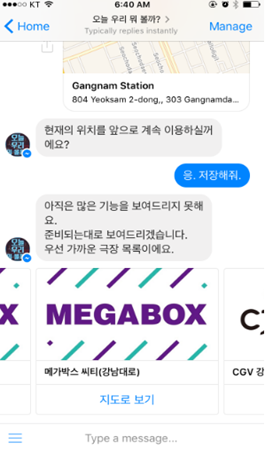 KT
6:40 AM
Home
오늘 우리 뭐 볼까?
Typically replies instantly
Manage
Gangnam Station
804 Yeoksam 2-dong,, 303 Gangnamda...
현재의 위치를 앞으로 계속 이용하실꺼
예요?
응. 저장해줘.
아직은 많은 기능을 보여드리지 못해
요.
준비되는대로 보여드리겠습니다.
우선 가까운 극장 목록이에요.
MEGABOX
메가박스 씨티(강남대로)
지도로 보기
CGV 강
Type a message...